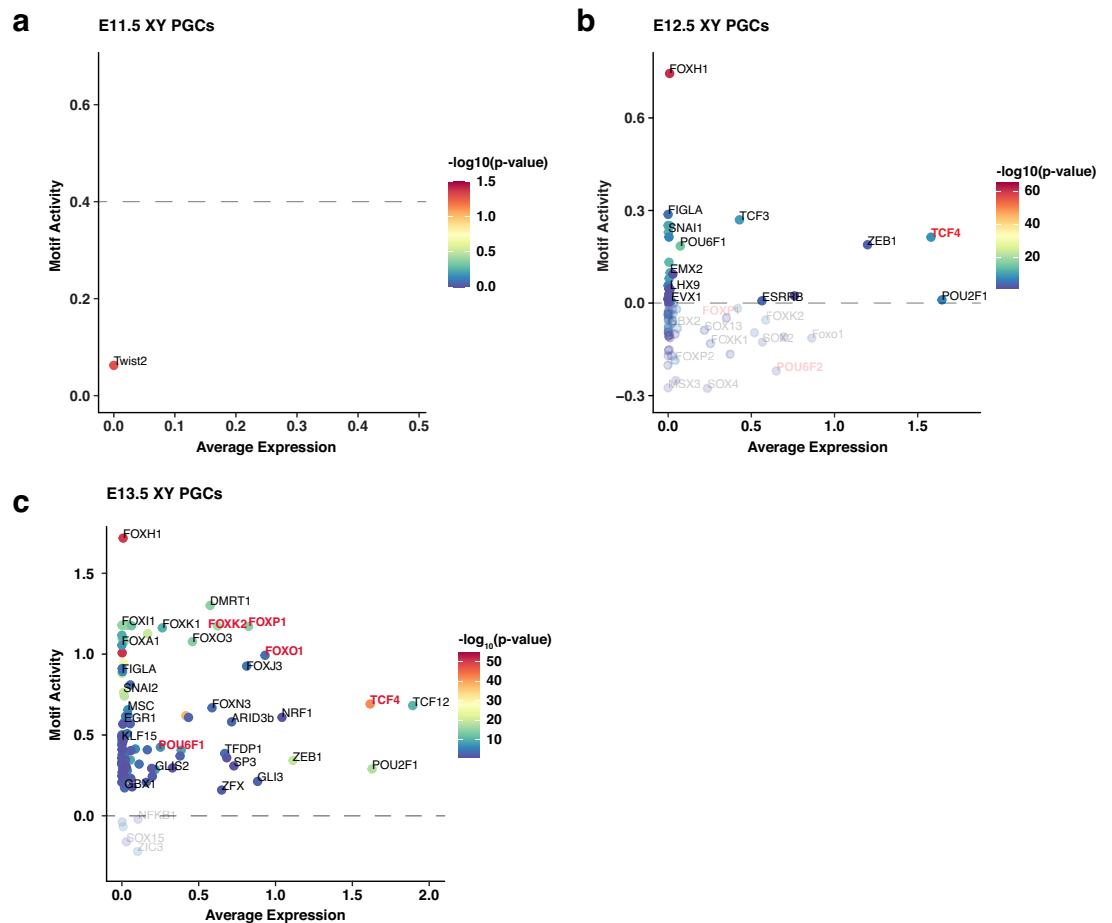 a
E11.5 XY PGCs
Motif Activity
0.6
0.4
0.2
0.0
Twist2
0.0 0.1 0.2 0.3 0.4 0.5
Average Expression
-log10(p-value)
1.5
1.0
0.5
0.0
b
E12.5 XY PGCs
Motif Activity
0.6
0.3
0.0
−0.3
FOXH1
FIGLA
TCF3
SNAI1
POU6F1
ZEB1
TCF4
EMX2
LHX9
EVX1
ESRRB
POU2F1
FOXP1
GBX2
SOX13
FOXK2
FOXK1
SOX2
Foxo1
FOXP2
POU6F2
MSX3
SOX4
0.0 0.5 1.0 1.5
Average Expression
-log10(p-value)
60
40
20
c
E13.5 XY PGCs
Motif Activity
1.5
1.0
0.5
0.0
FOXH1
DMRT1
FOXI1
FOXK1
FOXK2
FOXP1
FOXA1
FOXO3
FOXO1
FOXJ3
FIGLA
SNAI2
TCF4
TCF12
MSC
FOXN3
EGR1
ARID3b
NRF1
KLF15
POU6F1
TFDP1
ZEB1
GLIS2
SP3
POU2F1
GBX1
ZFX
GLI3
NFKB1
SOX15
ZIC3
0.0 0.5 1.0 1.5 2.0
Average Expression
-log10(p-value)
50
40
30
20
10